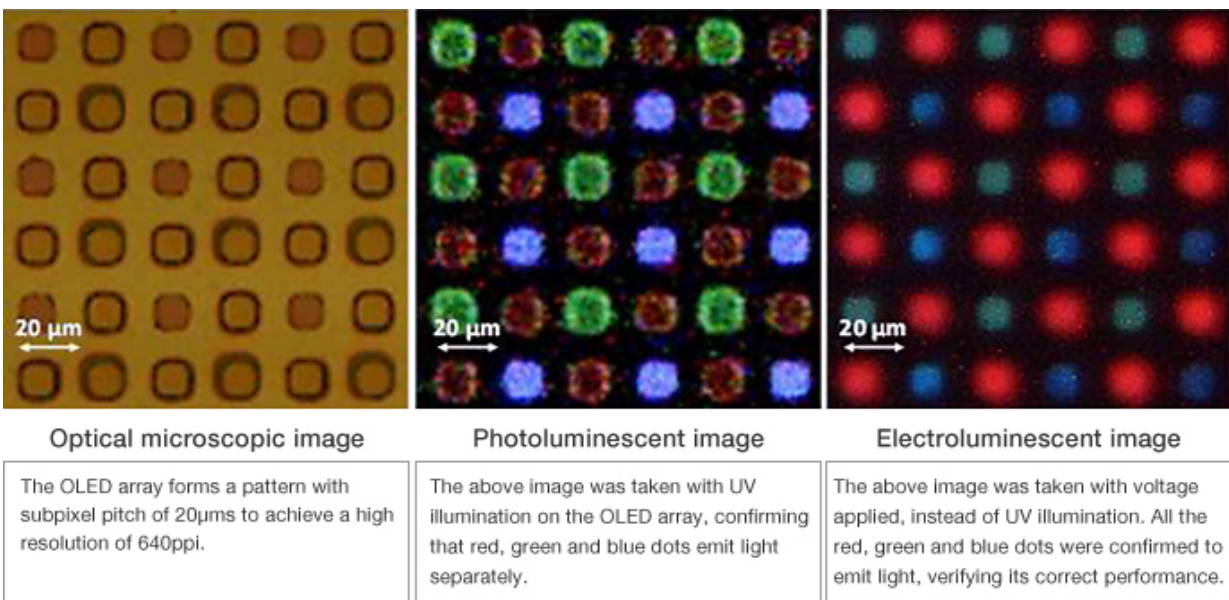 20 μm
20 μm
20 μm
Optical microscopic image
Photoluminescent image
Electroluminescent image
The OLED array forms a pattern with
subpixel pitch of 20μms to achieve a high
resolution of 640ppi.
The above image was taken with UV
illumination on the OLED array, confirming
that red, green and blue dots emit light
separately.
The above image was taken with voltage
applied, instead of UV illumination. All the
red, green and blue dots were confirmed to
emit light, verifying its correct performance.